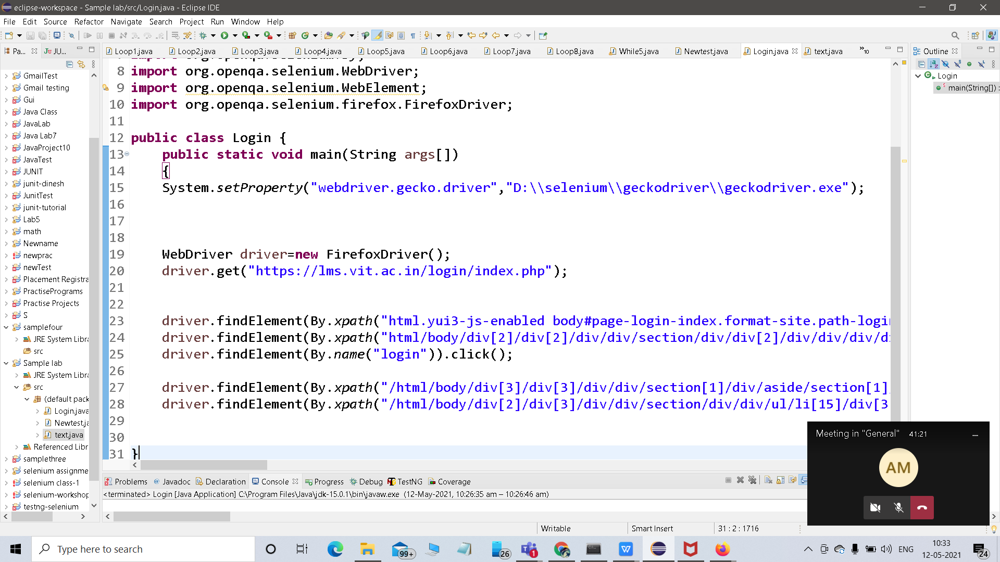 eclipse-workspace - Sample lab/src/Login.java - Eclipse IDE
File Edit Source Refactor Navigate Search Project Run Window Help
Pa... JU...
Loop1.java Loop2.java Loop3.java Loop4.java Loop5.java Loop6.java Loop7.java Loop8.java While5.java Newtest.java Login.java text.java »10
Outline
GmailTest
Gmail testing
Gui
Java Class
JavaLab
Java Lab7
JavaProject10
JavaTest
JUNIT
junit-dinesh
JunitTest
junit-tutorial
Lab5
math
Newname
newprac
newTest
Placement Registra
PractisePrograms
Practise Projects
S
samplefour
JRE System Libra
src
Sample lab
JRE System Libra
src
(default pack
Login.java
Newtest.ja
text.java
Referenced Libr
samplethree
selenium assignme
selenium class-1
selenium-workshop
testng-selenium
8 import org.openqa.selenium.WebDriver;
9 import org.openqa.selenium.WebElement;
10 import org.openqa.selenium.firefox.FirefoxDriver;
11
12 public class Login {
13 public static void main(String args[])
14 {
15 System.setProperty("webdriver.gecko.driver","D:\\selenium\\geckodriver\\geckodriver.exe");
16
17
18
19 WebDriver driver=new FirefoxDriver();
20 driver.get("https://lms.vit.ac.in/login/index.php");
21
22
23 driver.findElement(By.xpath("html.yui3-js-enabled body#page-login-index.format-site.path-login
24 driver.findElement(By.xpath("html/body/div[2]/div[2]/div/div/section/div/div[2]/div/div/div/d
25 driver.findElement(By.name("login")).click();
26
27 driver.findElement(By.xpath("/html/body/div[3]/div[3]/div/div/section[1]/div/aside/section[1]
28 driver.findElement(By.xpath("/html/body/div[2]/div[3]/div/div/section/div/div/ul/li[15]/div[3
29
30
31 }
Login
main(String[]) :
Problems Javadoc Declaration Console Progress Debug TestNG Coverage
<terminated> Login [Java Application] C:\Program Files\Java\jdk-15.0.1\bin\javaw.exe (12-May-2021, 10:26:35 am – 10:26:46 am)
Meeting in "General" 41:21
AM
Writable Smart Insert 31 : 2 : 1716
Type here to search
99+ 26 1
ENG
10:33
12-05-2021
24